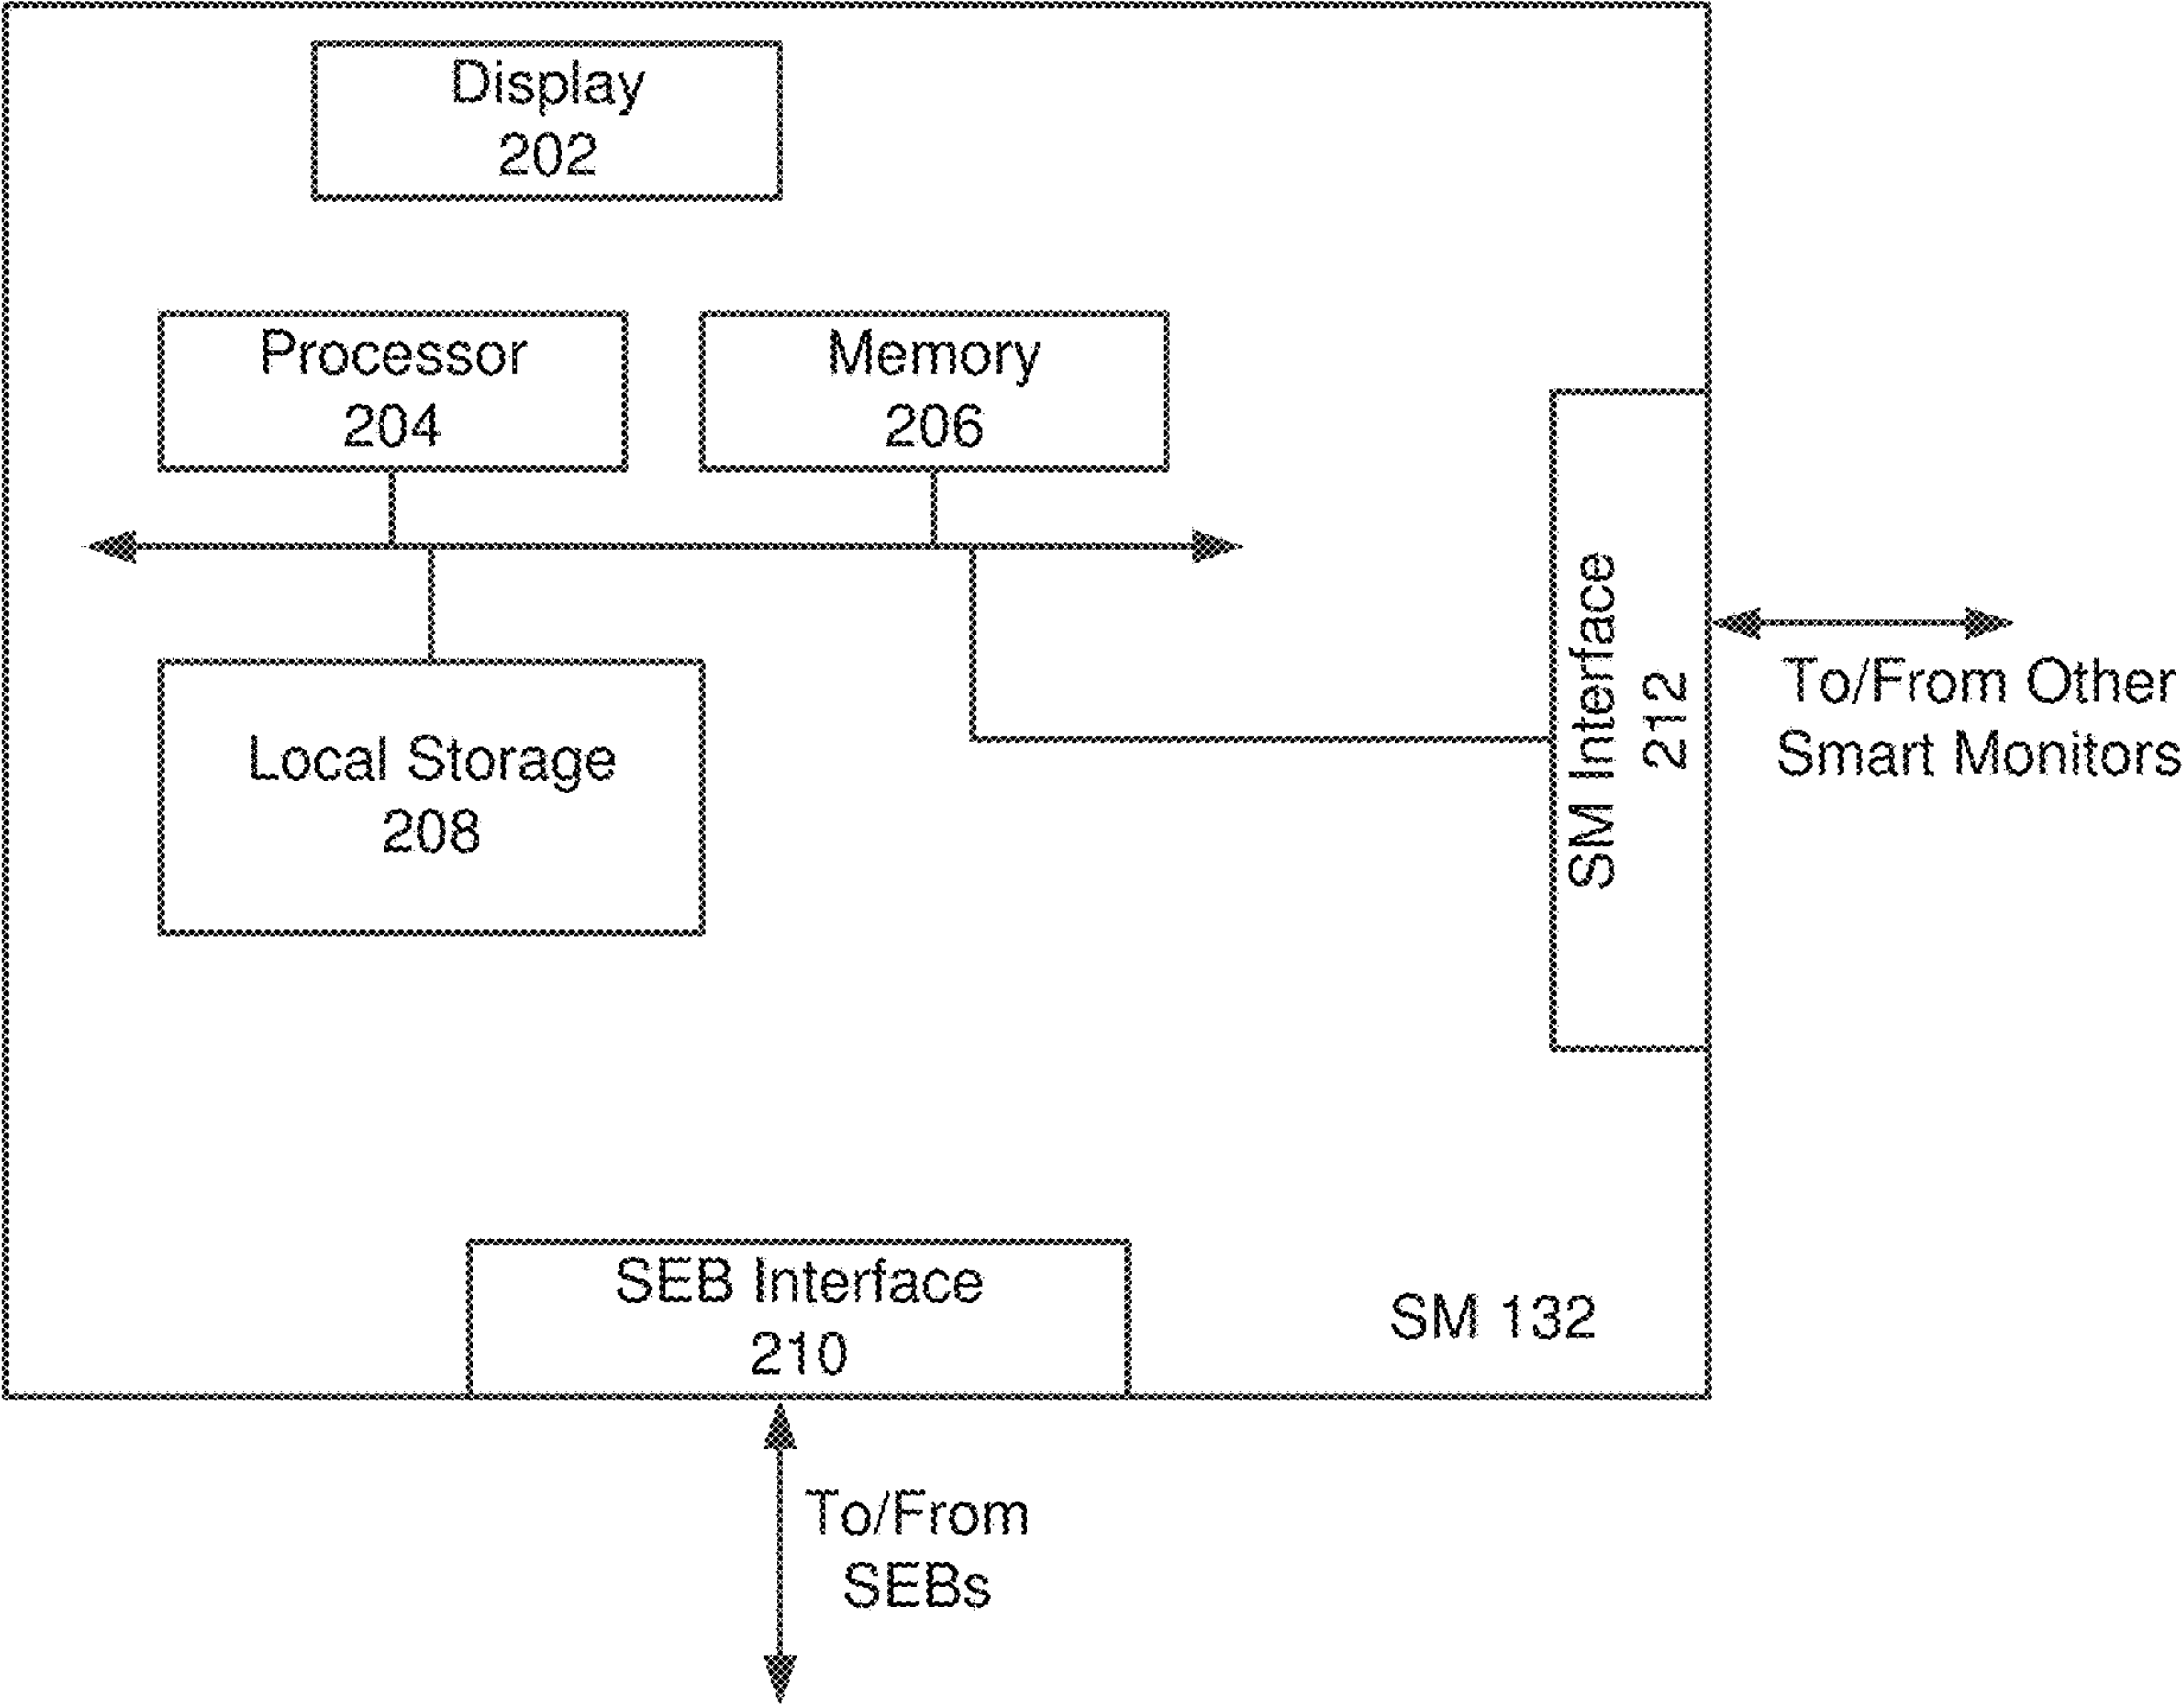 Display
202
Processor
204
Memory
206
Local Storage
208
SM Interface
212
To/From Other
Smart Monitors
SEB Interface
210
SM 132
To/From
SEBs